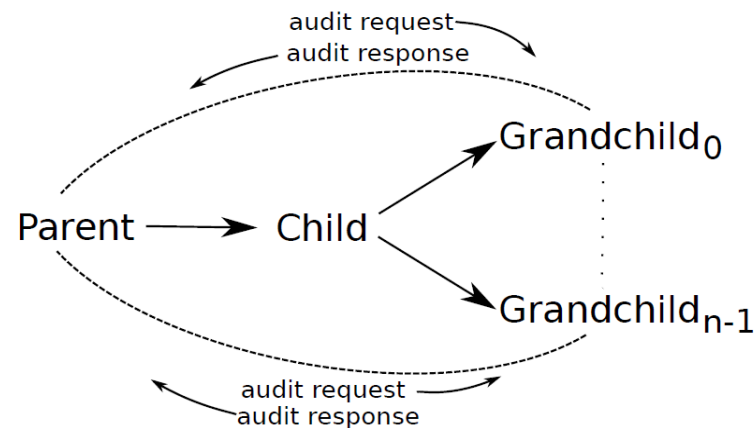 audit request
audit response
Grandchild0
Parent
Child
Grandchildn-1
audit request
audit response